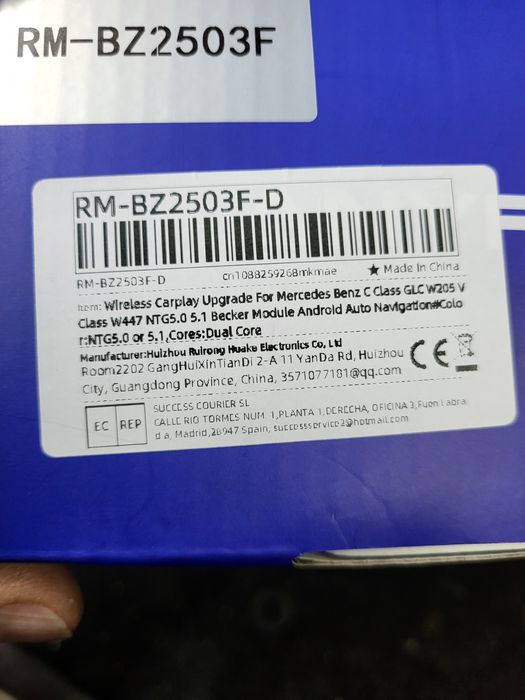 RM-BZ2503F
RM-BZ2503F-D
RM-BZ2503F-D cn1088259268mkmae ★ Made in China
Item: Wireless Carplay Upgrade For Mercedes Benz C Class GLC W205 V
Class W447 NTG5.0 5.1 Becker Module Android Auto Navigation#Colo
r:NTG5.0 or 5.1,Cores:Dual Core
Manufacturer:Huizhou Ruirong Huake Electronics Co., Ltd
Room2202 GangHuiXinTianDi 2-A 11 YanDa Rd, Huizhou
City, Guangdong Province, China, 3571077181@qq.com
CE
EC REP
SUCCESS COURIER SL
CALLE RIO TORMES NUM 1,PLANTA 1,DERECHA, OFICINA 3,Fuen Labra
d a, Madrid,28947 Spain, successservice2@hotmail.com